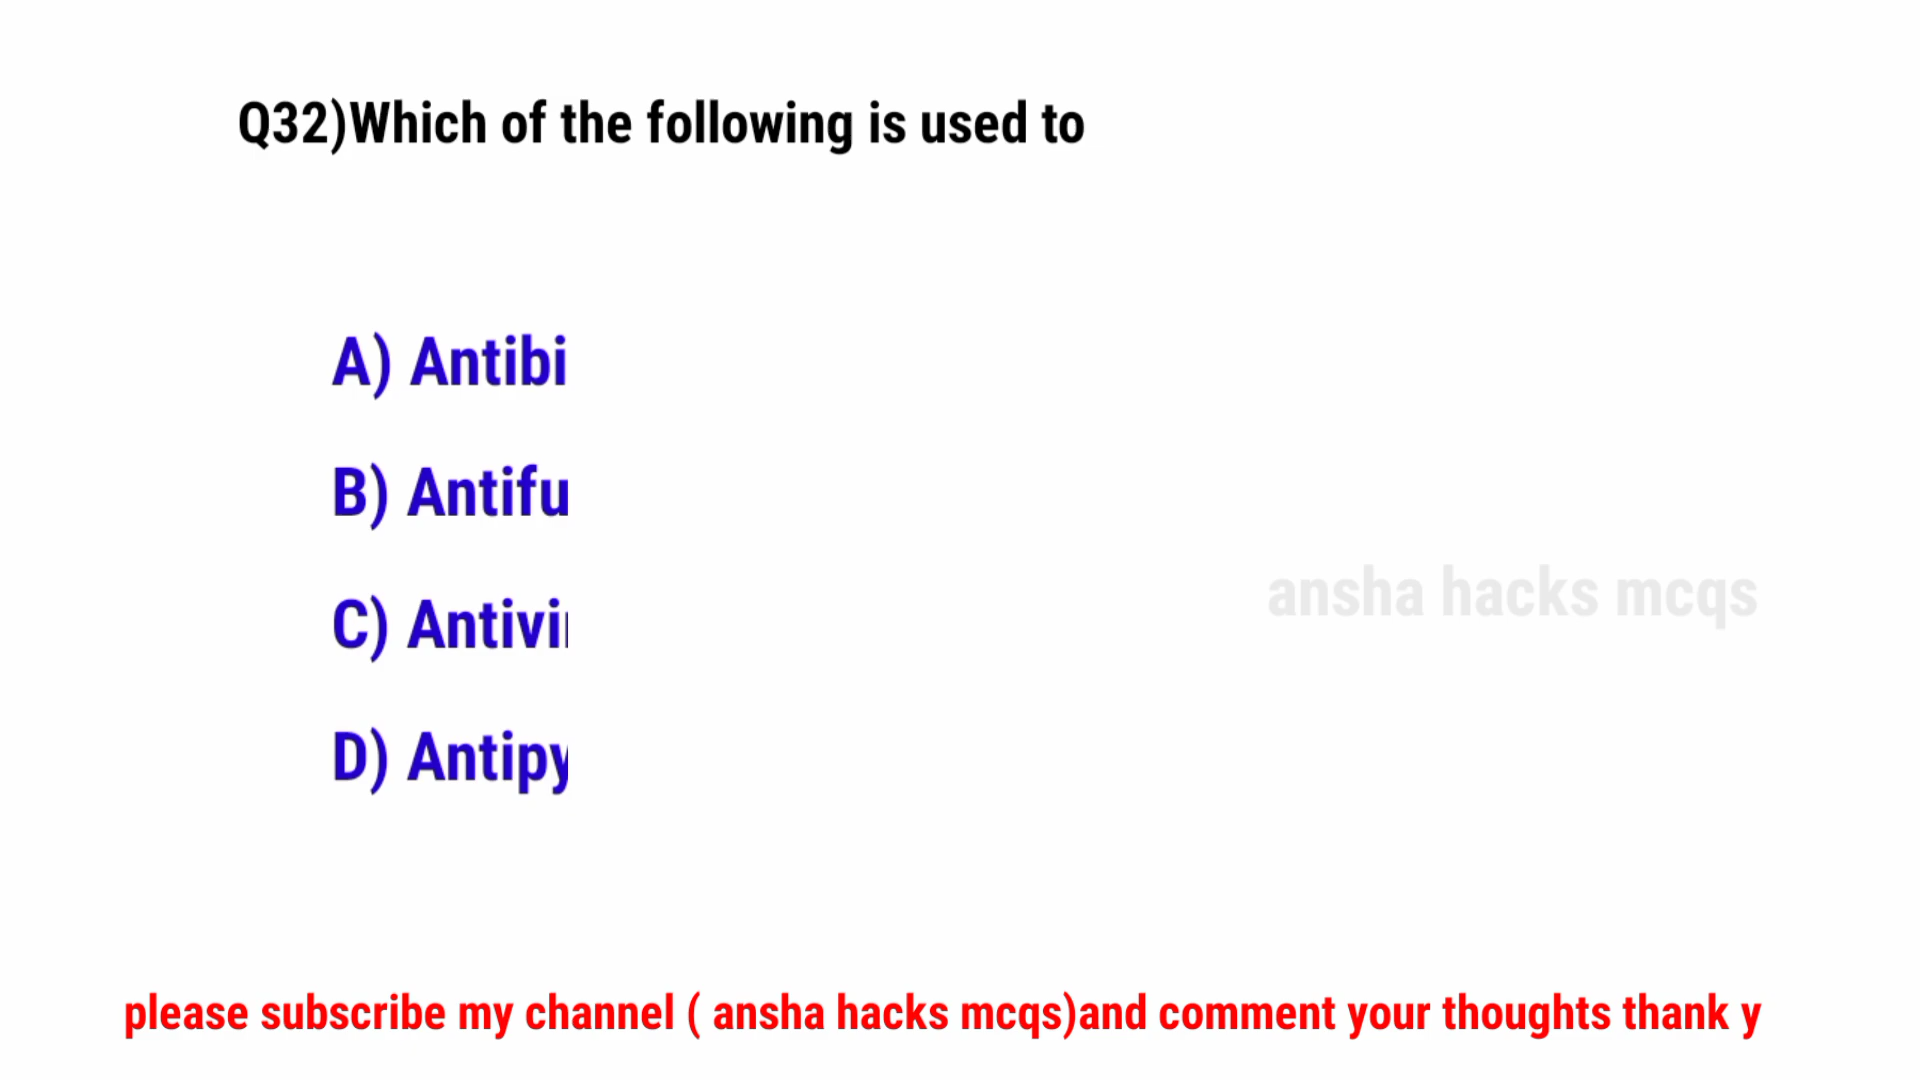 Q32)Which of the following is used to
A) Antibi
B) Antifu
C) Antivi
D) Antipy
ansha hacks mcqs
please subscribe my channel ( ansha hacks mcqs)and comment your thoughts thank y